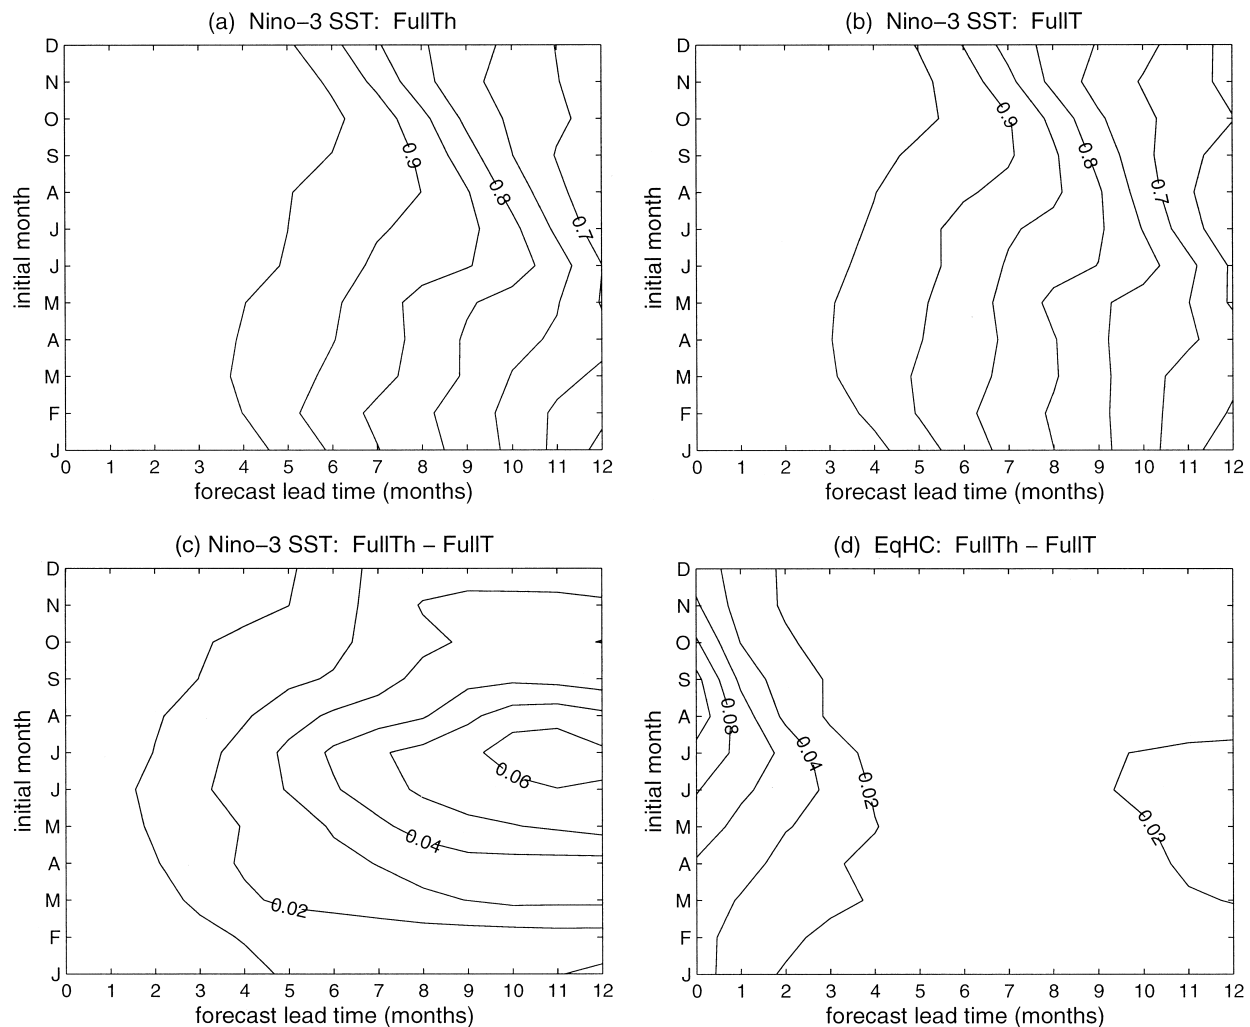 (a) Nino−3 SST: FullTh
D
N
O
S
A
J
J
M
A
M
F
J
initial month
0.9
0.8
0.7
0 1 2 3 4 5 6 7 8 9 10 11 12
forecast lead time (months)
(b) Nino−3 SST: FullT
D
N
O
S
A
J
J
M
A
M
F
J
initial month
0.9
0.8
0.7
0 1 2 3 4 5 6 7 8 9 10 11 12
forecast lead time (months)
(c) Nino−3 SST: FullTh − FullT
D
N
O
S
A
J
J
M
A
M
F
J
initial month
0.06
0.04
0.02
0 1 2 3 4 5 6 7 8 9 10 11 12
forecast lead time (months)
(d) EqHC: FullTh − FullT
D
N
O
S
A
J
J
M
A
M
F
J
initial month
0.08
0.04
0.02
0.02
0 1 2 3 4 5 6 7 8 9 10 11 12
forecast lead time (months)